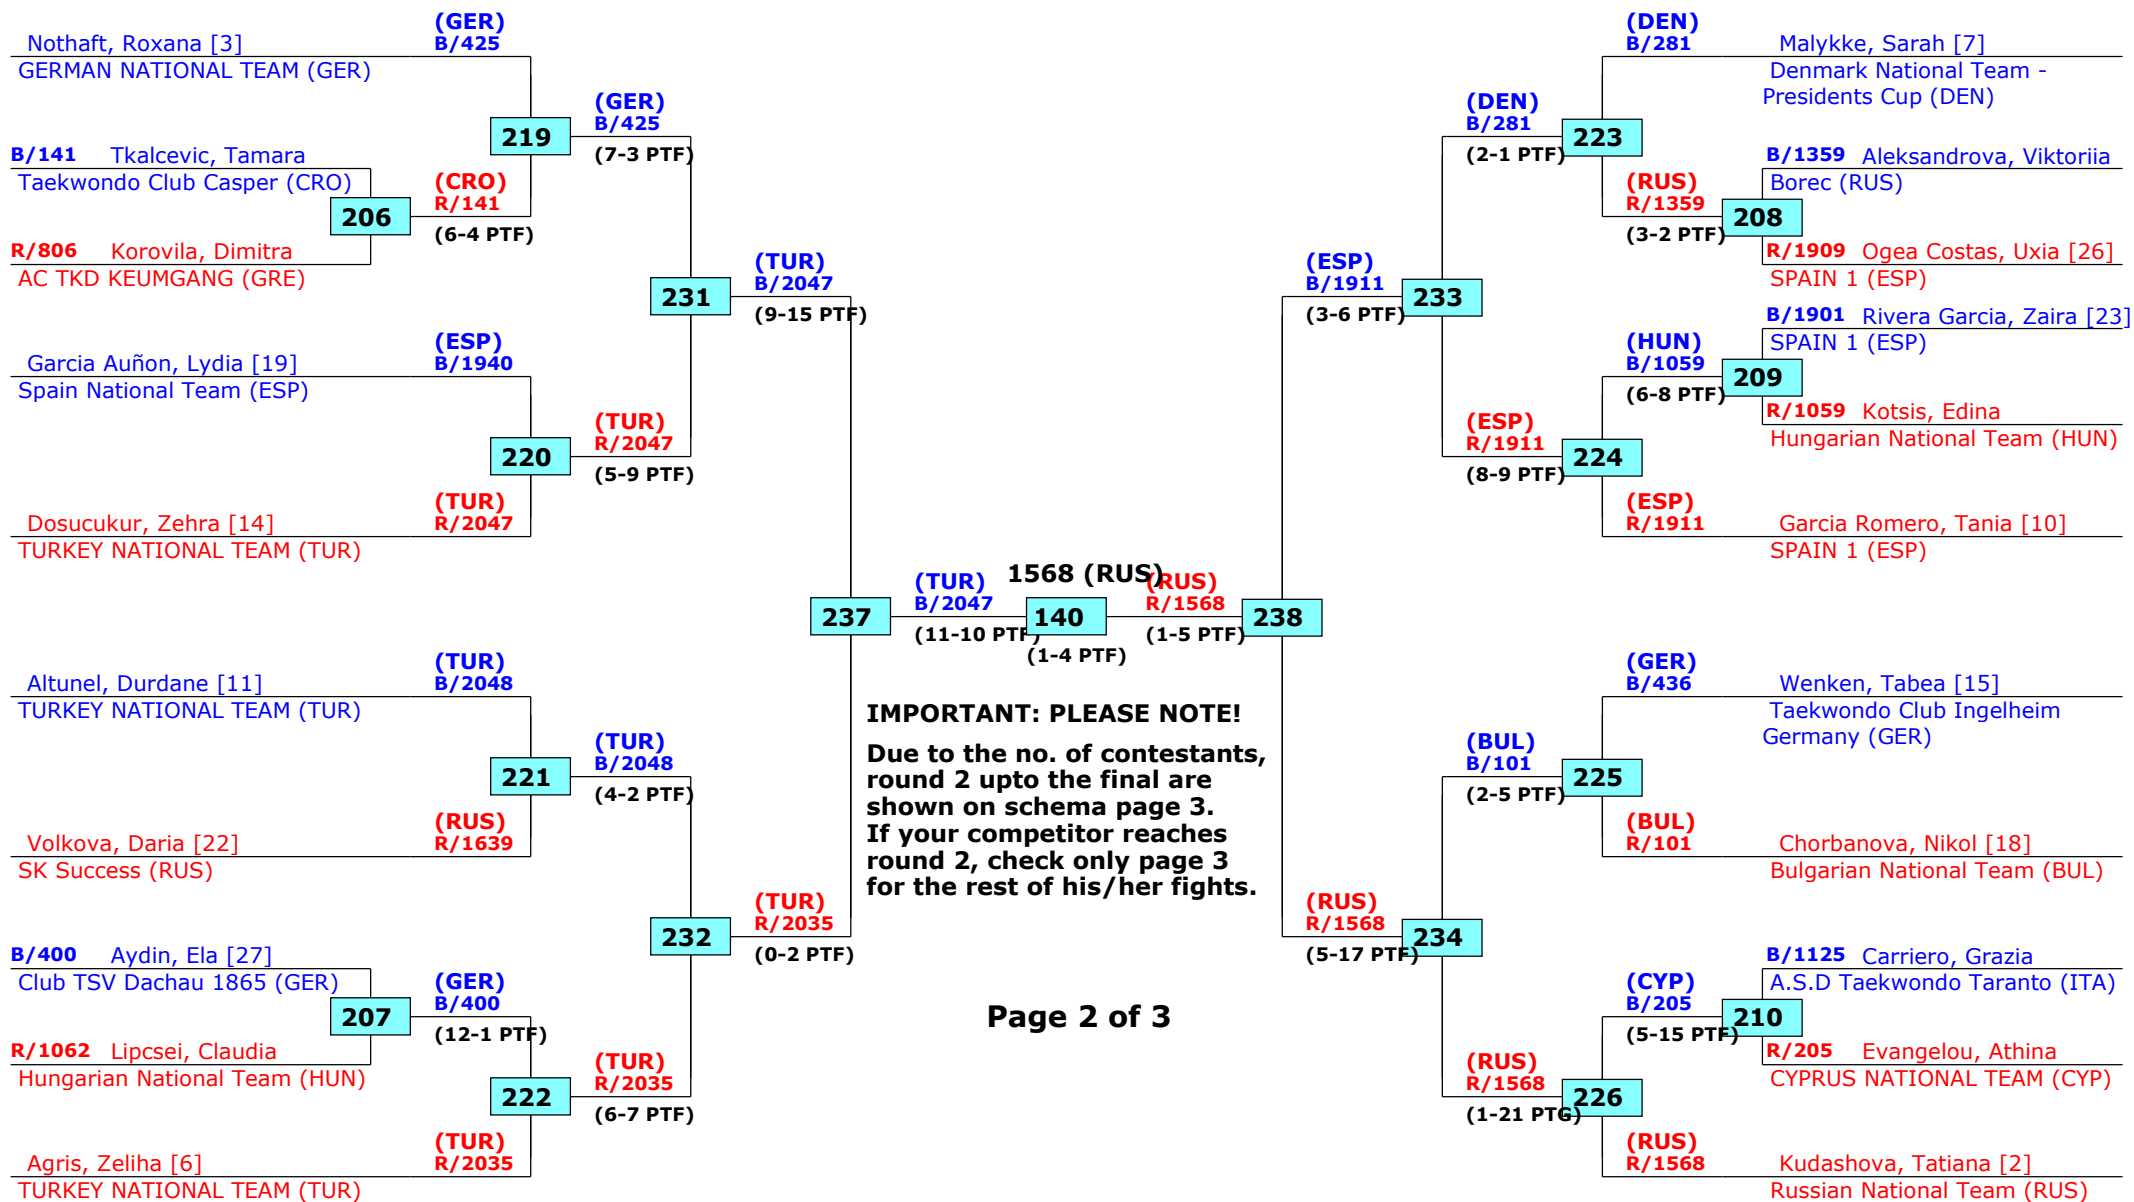 (GER)
Nothaft, Roxana [3] B/425
GERMAN NATIONAL TEAM (GER)
(GER)
B/425
219
(7-3 PTF)
B/141 Tkalcevic, Tamara
Taekwondo Club Casper (CRO)
(CRO)
R/141
206
(6-4 PTF)
R/806 Korovila, Dimitra
AC TKD KEUMGANG (GRE)
(TUR)
B/2047
231
(9-15 PTF)
(ESP)
Garcia Auñon, Lydia [19] B/1940
Spain National Team (ESP)
(TUR)
R/2047
220
(5-9 PTF)
(TUR)
Dosucukur, Zehra [14] R/2047
TURKEY NATIONAL TEAM (TUR)
237
(TUR)
B/2047
(11-10 PTF)
1568 (RUS)
140
(1-4 PTF)
(RUS)
R/1568
(1-5 PTF)
238
(TUR)
Altunel, Durdane [11] B/2048
TURKEY NATIONAL TEAM (TUR)
(TUR)
B/2048
221
(4-2 PTF)
(RUS)
Volkova, Daria [22] R/1639
SK Success (RUS)
(TUR)
R/2035
232
(0-2 PTF)
B/400 Aydin, Ela [27]
Club TSV Dachau 1865 (GER)
(GER)
B/400
207
(12-1 PTF)
R/1062 Lipcsei, Claudia
Hungarian National Team (HUN)
(TUR)
R/2035
222
(6-7 PTF)
(TUR)
Agris, Zeliha [6] R/2035
TURKEY NATIONAL TEAM (TUR)
IMPORTANT: PLEASE NOTE!
Due to the no. of contestants,
round 2 upto the final are
shown on schema page 3.
If your competitor reaches
round 2, check only page 3
for the rest of his/her fights.
Page 2 of 3
(DEN)
B/281 Malykke, Sarah [7]
Denmark National Team -
Presidents Cup (DEN)
(DEN)
B/281
223
(2-1 PTF)
B/1359 Aleksandrova, Viktoriia
Borec (RUS)
(RUS)
R/1359
208
(3-2 PTF)
R/1909 Ogea Costas, Uxia [26]
SPAIN 1 (ESP)
(ESP)
B/1911
233
(3-6 PTF)
B/1901 Rivera Garcia, Zaira [23]
SPAIN 1 (ESP)
(HUN)
B/1059
209
(6-8 PTF)
R/1059 Kotsis, Edina
Hungarian National Team (HUN)
(ESP)
R/1911
224
(8-9 PTF)
(ESP)
R/1911 Garcia Romero, Tania [10]
SPAIN 1 (ESP)
(GER)
B/436 Wenken, Tabea [15]
Taekwondo Club Ingelheim
Germany (GER)
(BUL)
B/101
225
(2-5 PTF)
(BUL)
R/101 Chorbanova, Nikol [18]
Bulgarian National Team (BUL)
(RUS)
R/1568
234
(5-17 PTF)
B/1125 Carriero, Grazia
A.S.D Taekwondo Taranto (ITA)
(CYP)
B/205
210
(5-15 PTF)
R/205 Evangelou, Athina
CYPRUS NATIONAL TEAM (CYP)
(RUS)
R/1568
226
(1-21 PTG)
(RUS)
R/1568 Kudashova, Tatiana [2]
Russian National Team (RUS)